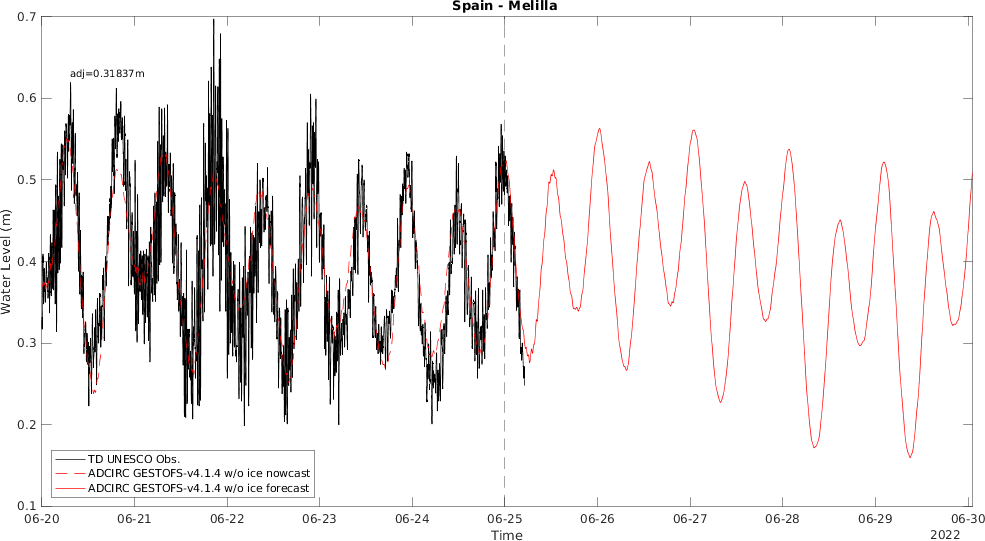 Spain - Melilla
0.7
adj=0.31837m
0.6
0.5
0.4
Water Level (m)
0.3
0.2
TD UNESCO Obs.
ADCIRC GESTOFS-v4.1.4 w/o ice nowcast
ADCIRC GESTOFS-v4.1.4 w/o ice forecast
0.1
06-20 06-21 06-22 06-23 06-24 06-25 06-26 06-27 06-28 06-29 06-30
Time 2022